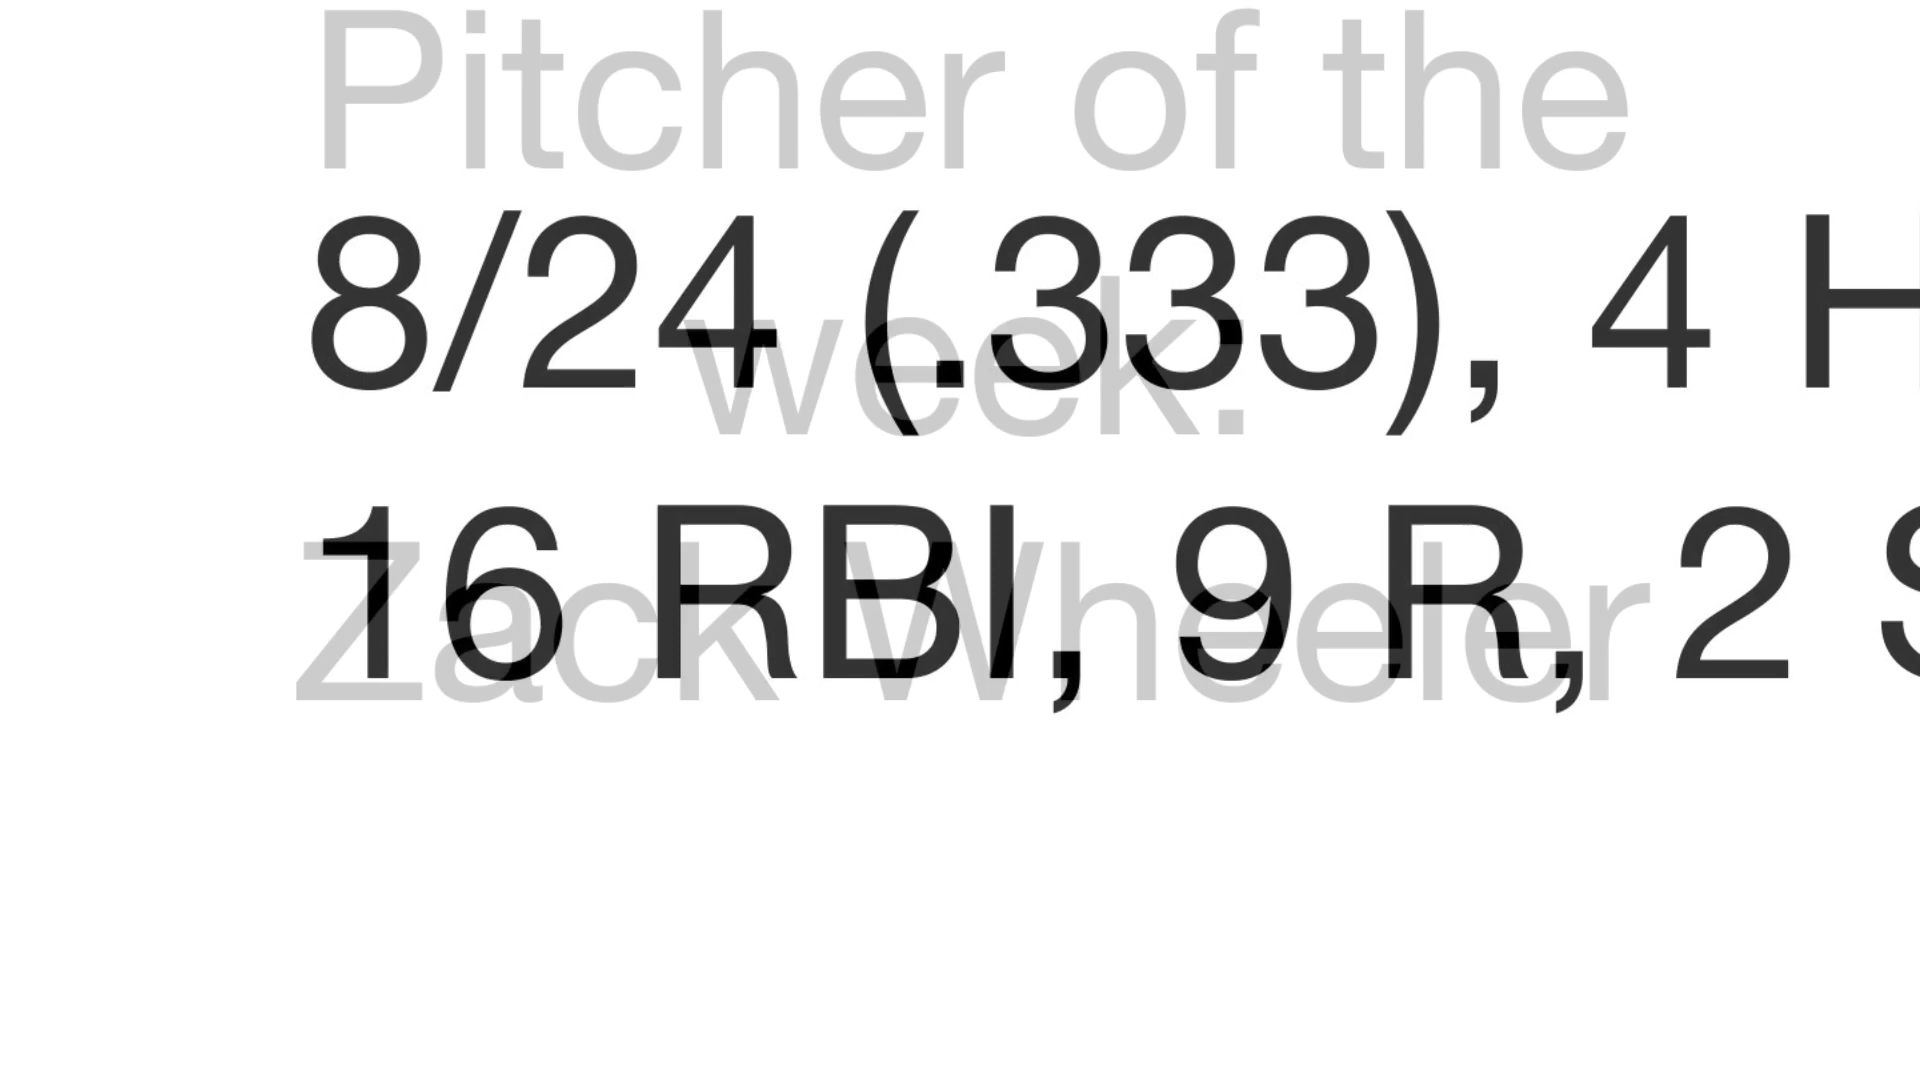 Pitcher of the
8/24 (.333), 4 H
week:
16 RBI, 9 R, 2 S
Zack Wheeler